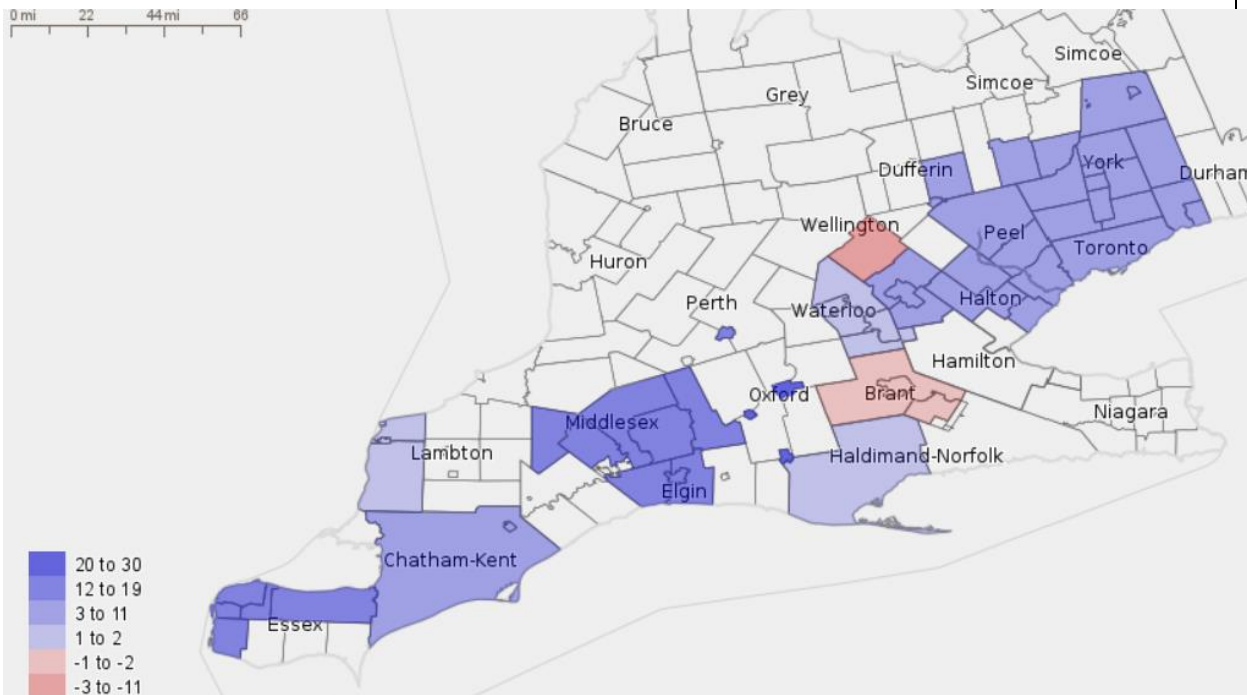 0 mi 22 44 mi 66
Simcoe
Simcoe
Grey
Bruce
Dufferin
York
Durham
Wellington
Peel
Toronto
Huron
Halton
Perth
Waterloo
Hamilton
Oxford
Brant
Niagara
Middlesex
Lambton
Haldimand-Norfolk
Elgin
Chatham-Kent
Essex
20 to 30
12 to 19
3 to 11
1 to 2
-1 to -2
-3 to -11